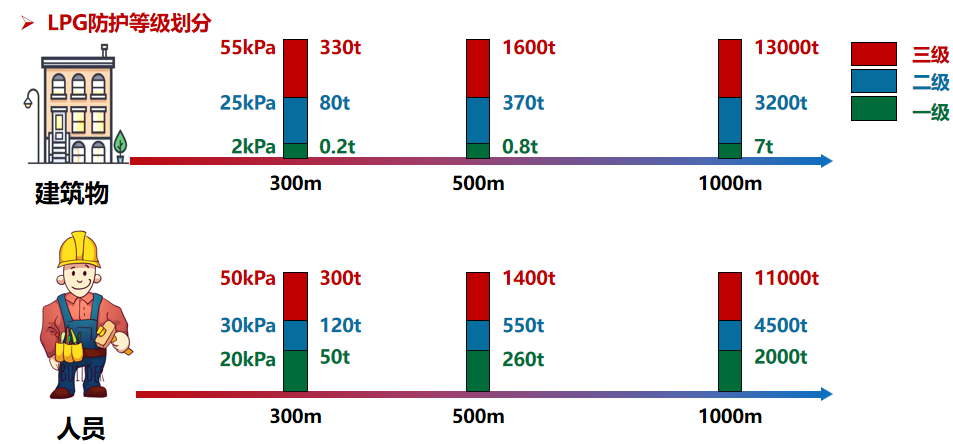 LPG防护等级划分
55kPa 330t 1600t 13000t 三级
25kPa 80t 370t 3200t 二级
2kPa 0.2t 0.8t 7t 一级
300m 500m 1000m
建筑物
50kPa 300t 1400t 11000t
30kPa 120t 550t 4500t
20kPa 50t 260t 2000t
BUILDER
300m 500m 1000m
人员